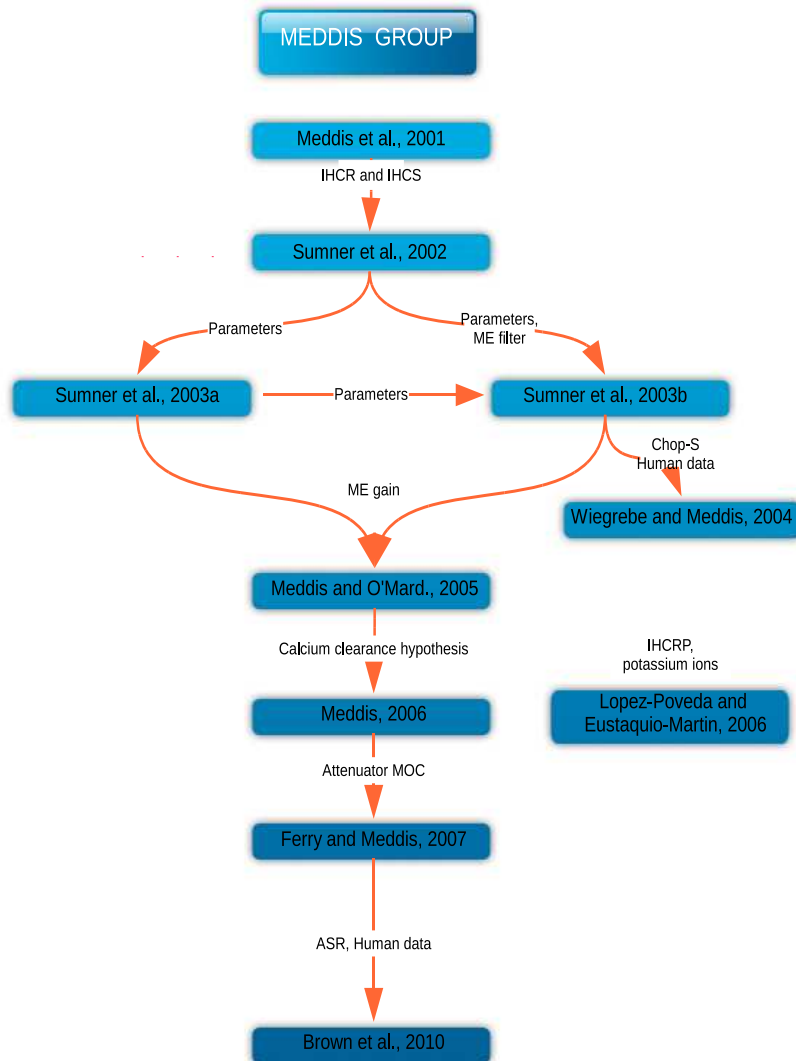 MEDDIS GROUP
Meddis et al., 2001
IHCR and IHCS
Sumner et al., 2002
Parameters
Parameters,
ME filter
Sumner et al., 2003a
Parameters
Sumner et al., 2003b
Chop-S
Human data
ME gain
Wiegrebe and Meddis, 2004
Meddis and O'Mard., 2005
Calcium clearance hypothesis
IHCRP,
potassium ions
Meddis, 2006
Lopez-Poveda and
Eustaquio-Martin, 2006
Attenuator MOC
Ferry and Meddis, 2007
ASR, Human data
Brown et al., 2010